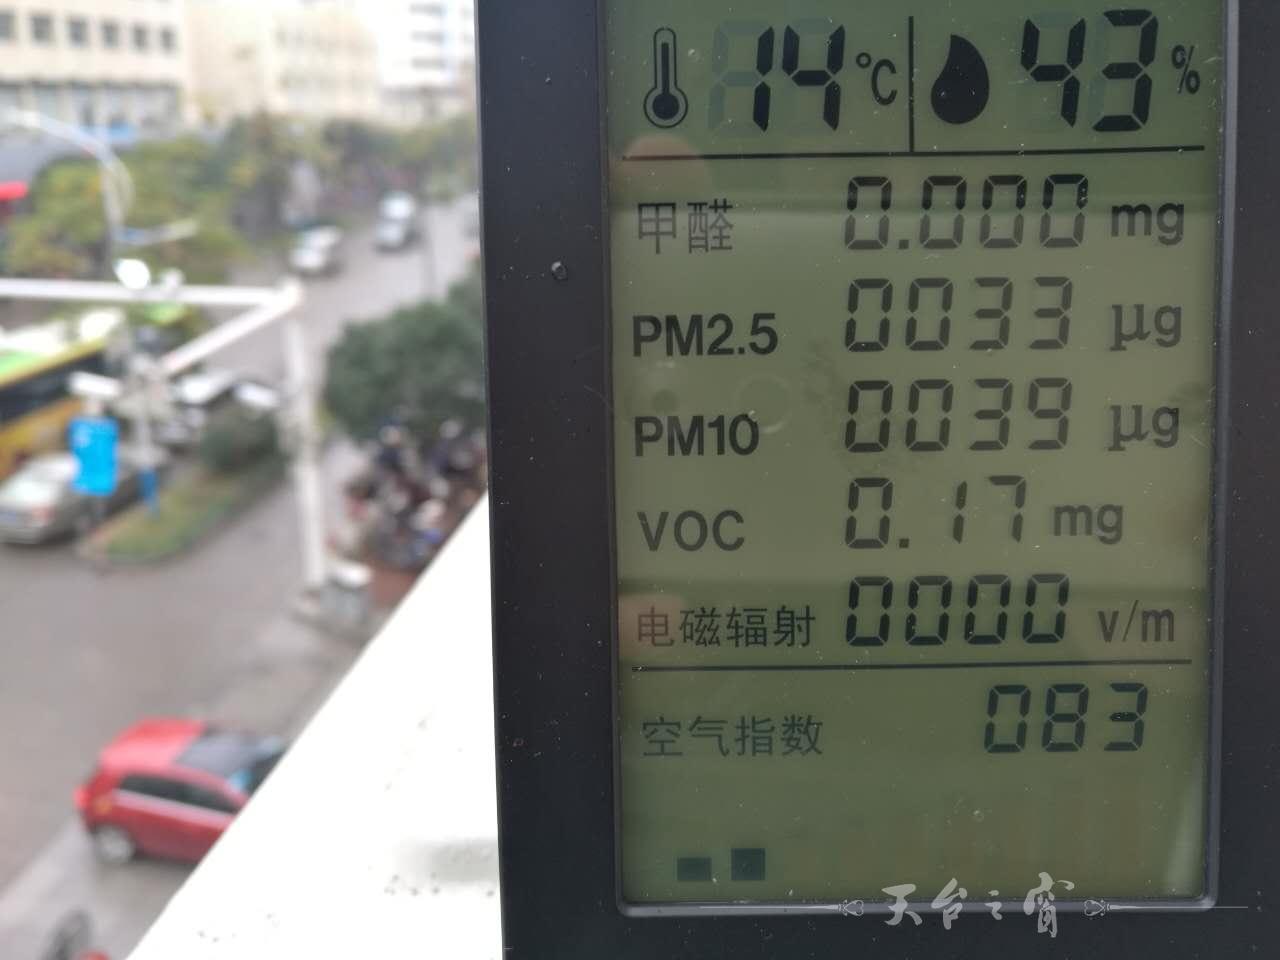 14 °C 43 %
甲醛 0.000 mg
PM2.5 0033 μg
PM10 0039 μg
VOC 0.17 mg
电磁辐射 0000 v/m
空气指数 083
天台之窗